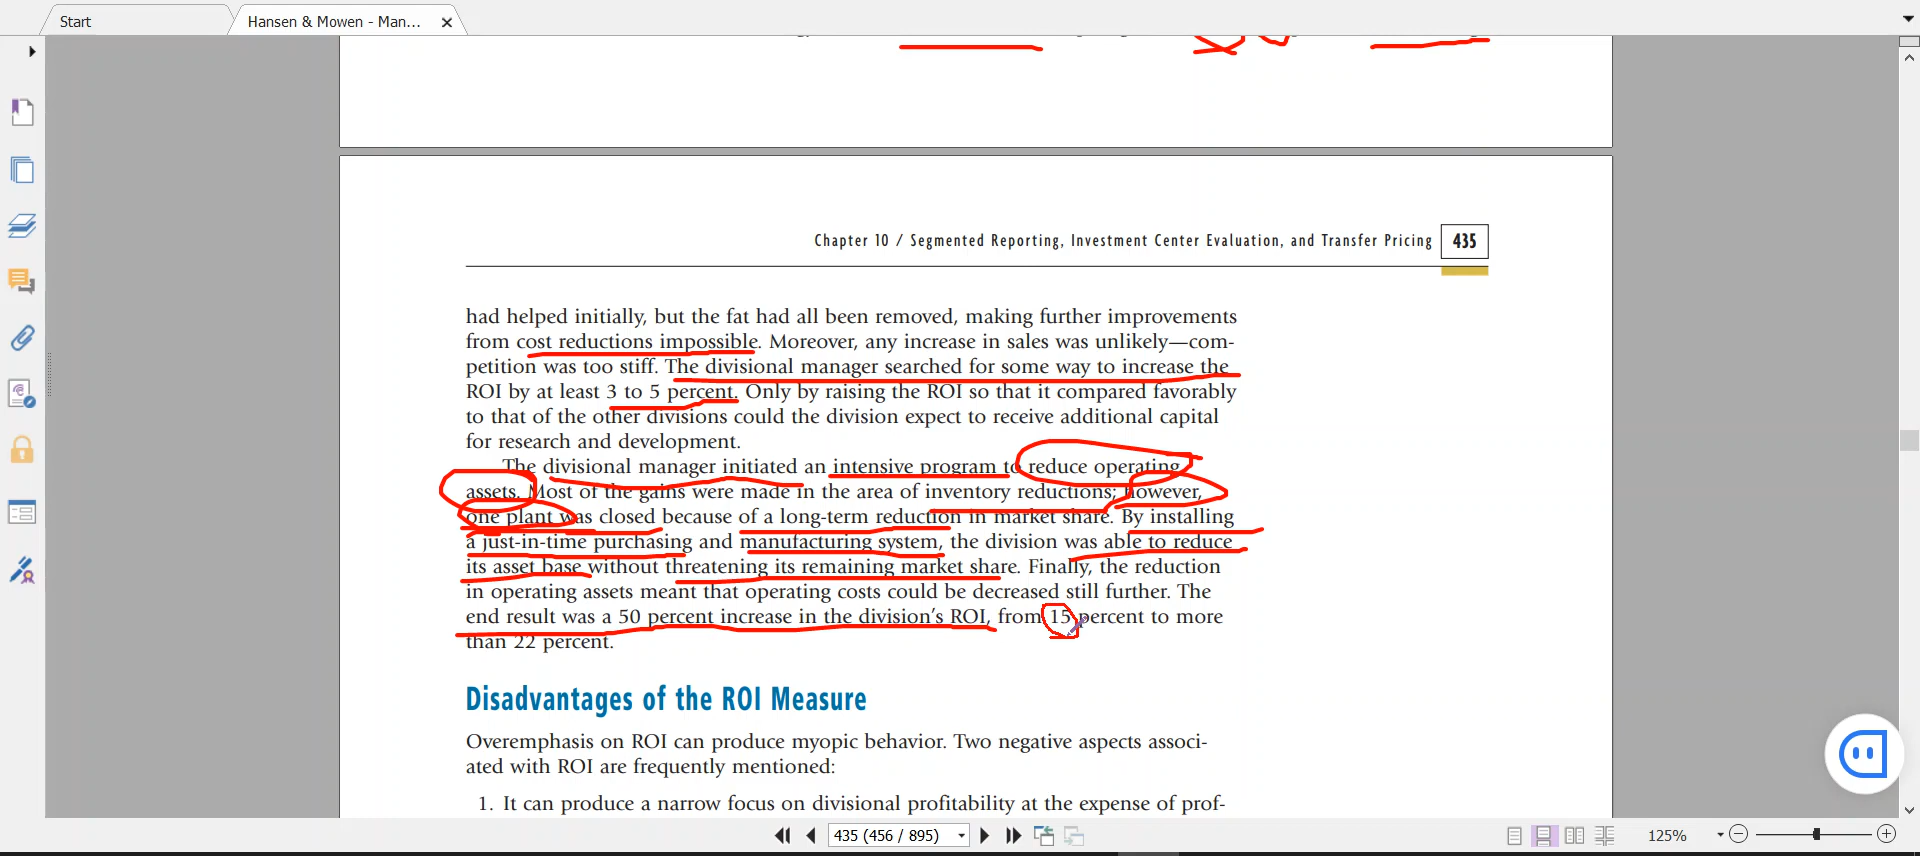 Start
Hansen & Mowen - Man...
Chapter 10 / Segmented Reporting, Investment Center Evaluation, and Transfer Pricing
435
had helped initially, but the fat had all been removed, making further improvements
from cost reductions impossible. Moreover, any increase in sales was unlikely—com-
petition was too stiff. The divisional manager searched for some way to increase the
ROI by at least 3 to 5 percent. Only by raising the ROI so that it compared favorably
to that of the other divisions could the division expect to receive additional capital
for research and development.
The divisional manager initiated an intensive program to reduce operating
assets. Most of the gains were made in the area of inventory reductions; however,
one plant was closed because of a long-term reduction in market share. By installing
a just-in-time purchasing and manufacturing system, the division was able to reduce
its asset base without threatening its remaining market share. Finally, the reduction
in operating assets meant that operating costs could be decreased still further. The
end result was a 50 percent increase in the division's ROI, from 15 percent to more
than 22 percent.
Disadvantages of the ROI Measure
Overemphasis on ROI can produce myopic behavior. Two negative aspects associ-
ated with ROI are frequently mentioned:
1. It can produce a narrow focus on divisional profitability at the expense of prof-
435 (456 / 895)
125%